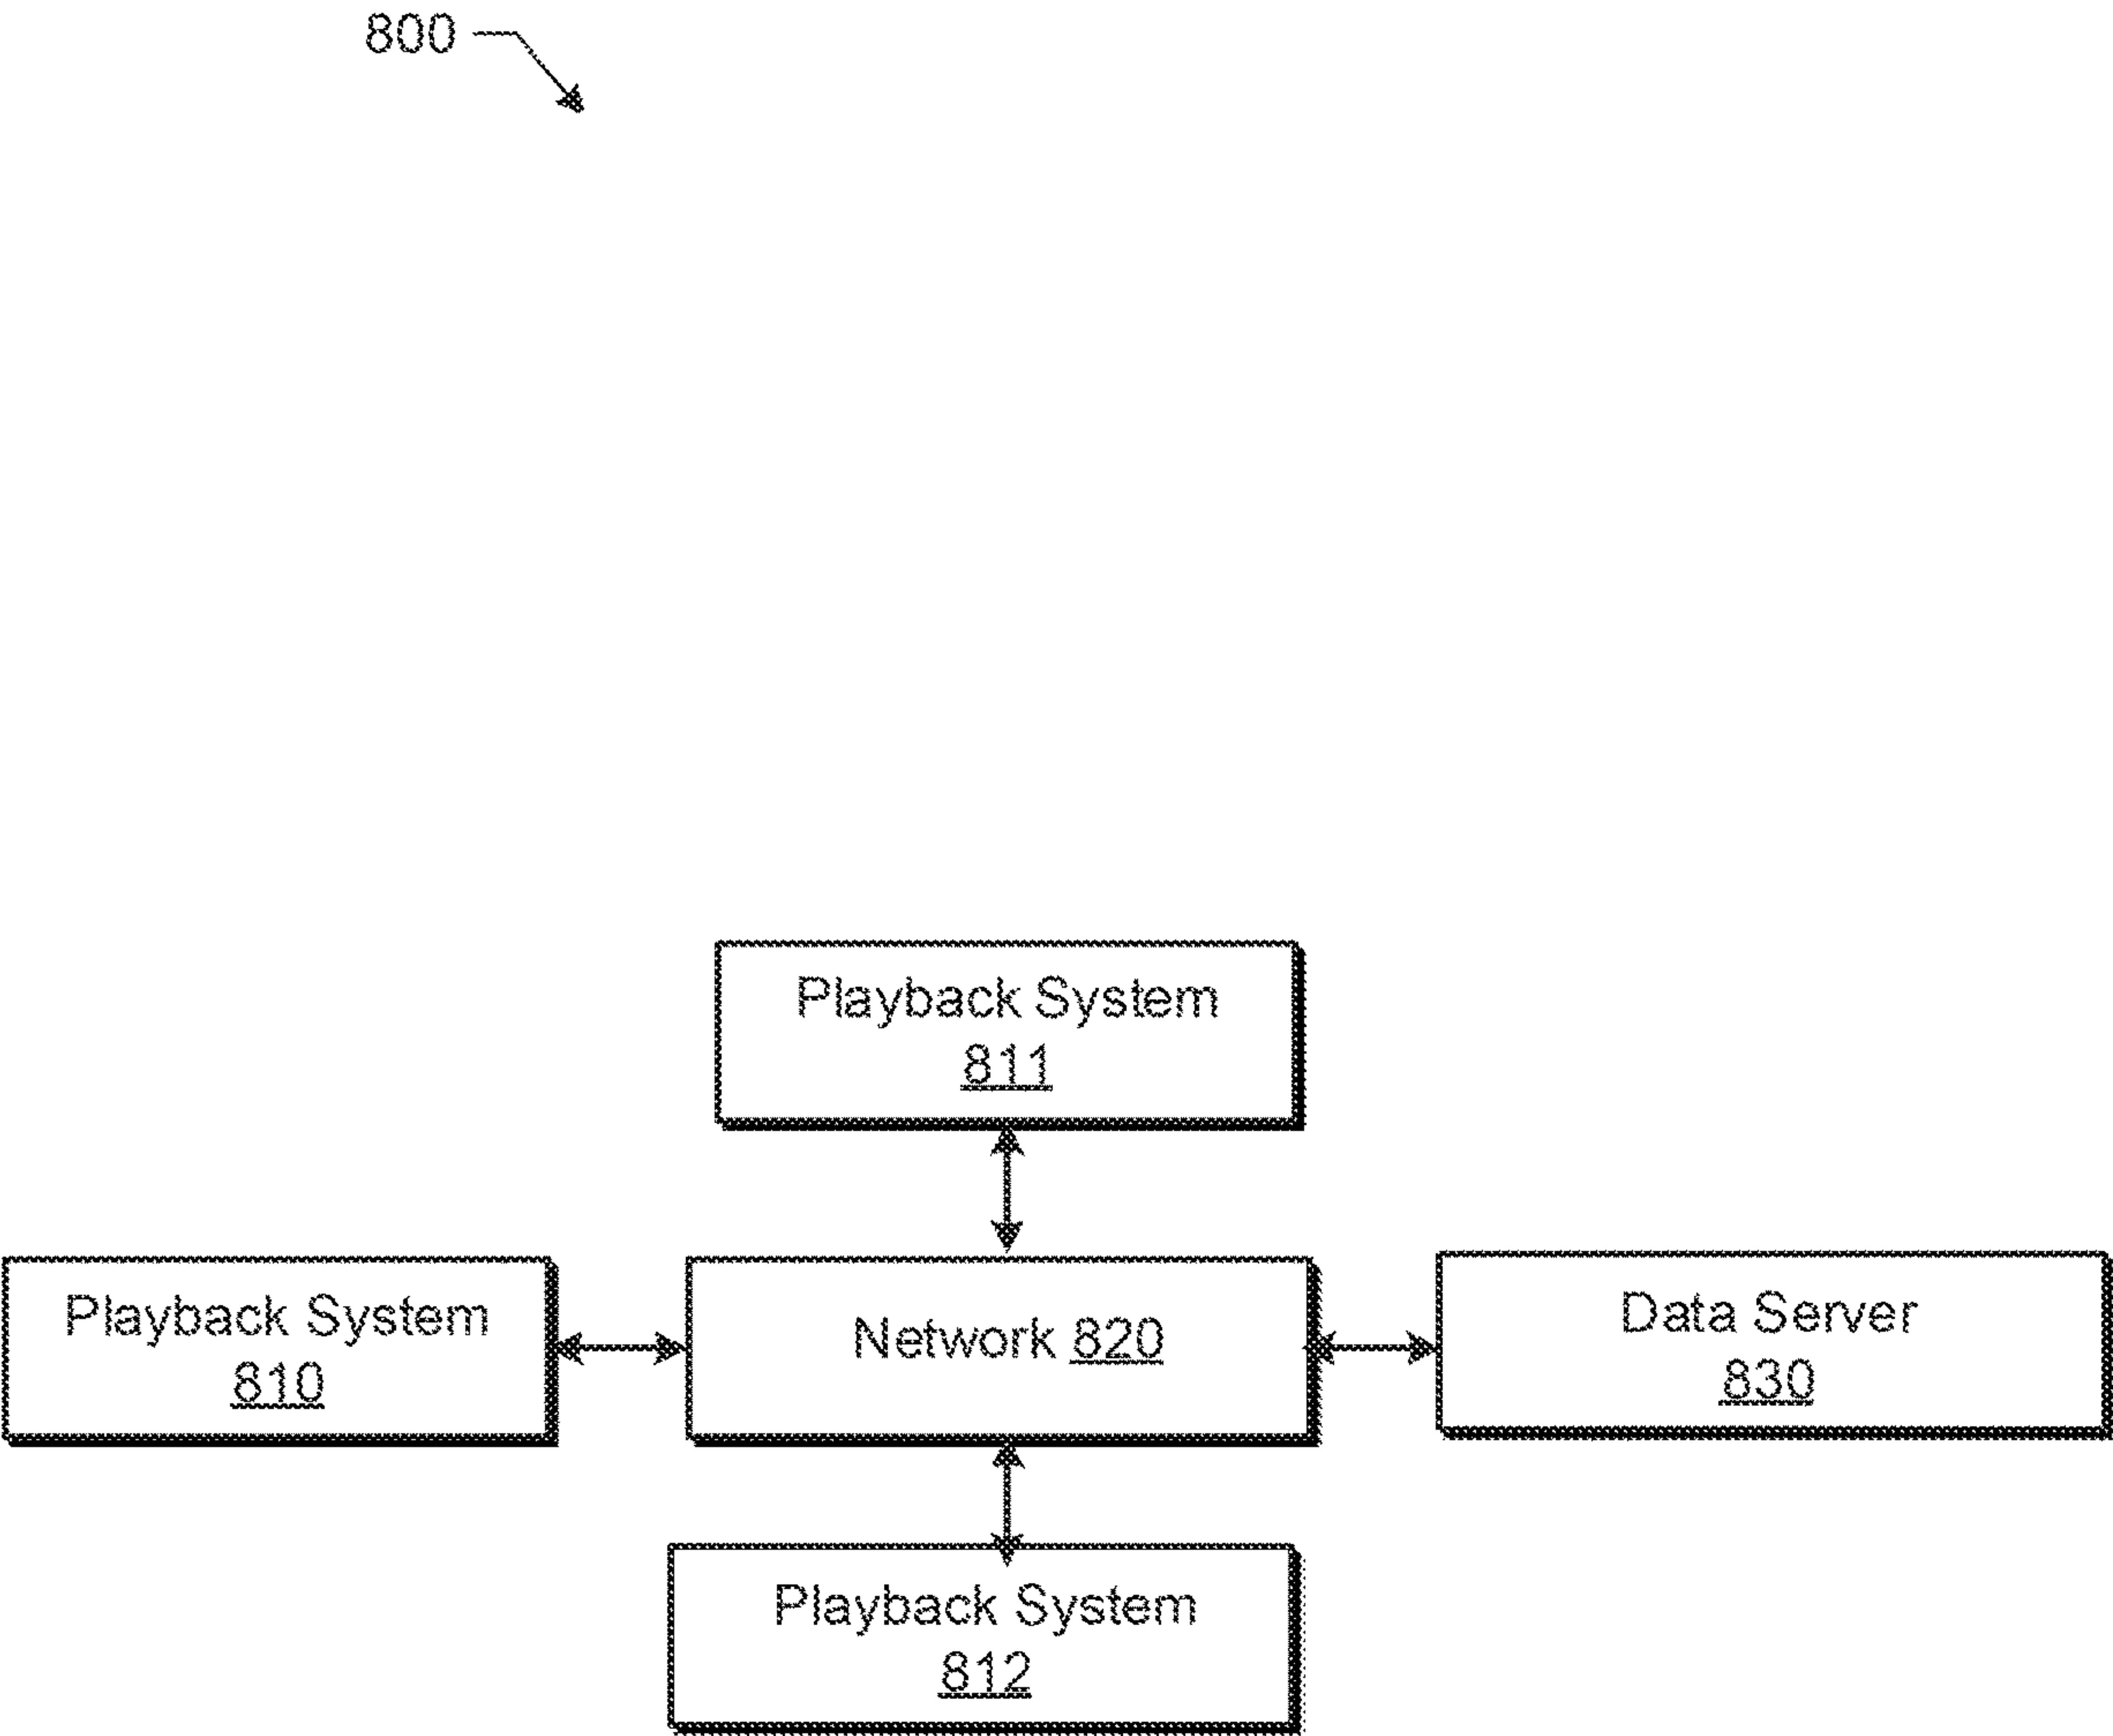 800
Playback System
811
Playback System
810
Network 820
Data Server
830
Playback System
812